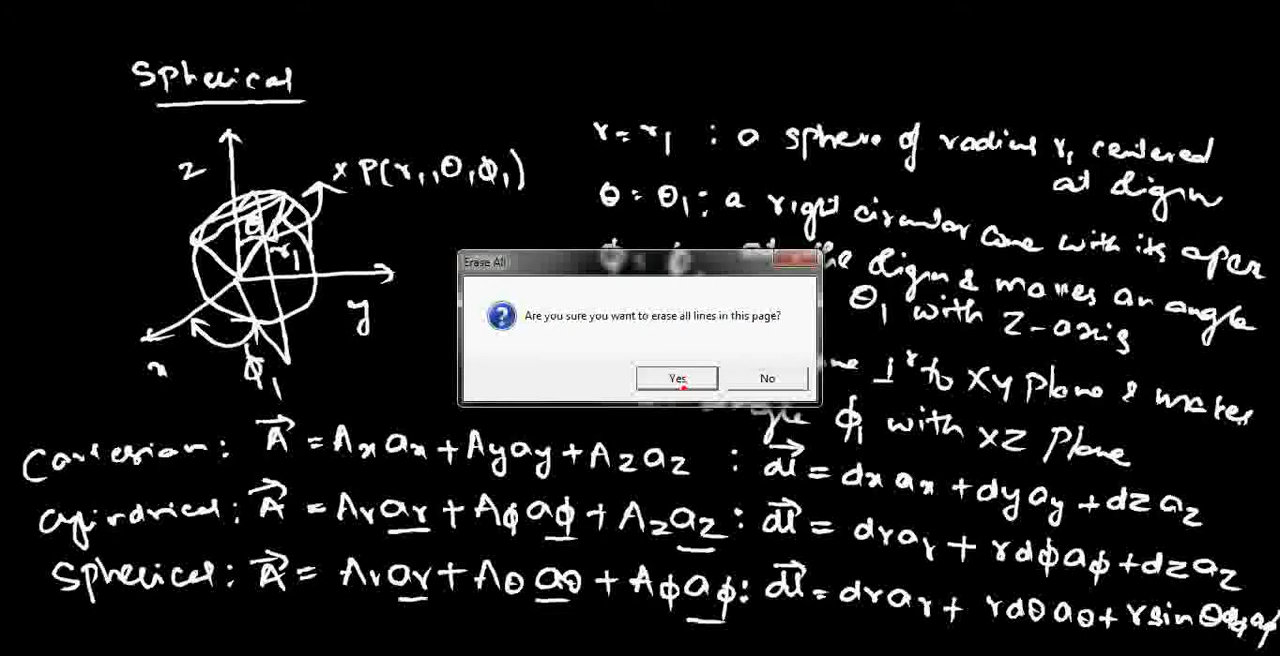 Spherical
z
x P(r1, θ, φ1)
θ
r1
y
x
φ1
r = r1 : a sphere of radius r1 centered
at origin
θ = θ1 : a right circular cone with its apex
the origin & makes an angle
θ1 with z-axis
⊥r to XY plane & makes
φ1 with XZ plane
Erase All
Are you sure you want to erase all lines in this page?
Yes
No
Cartesian: A⃗ = Ax ax + Ay ay + Az az : dl⃗ = dx ax + dy ay + dz az
Cylindrical: A⃗ = Ar ar + Aφ aφ + Az az : dl⃗ = dr ar + r dφ aφ + dz az
Spherical: A⃗ = Ar ar + Aθ aθ + Aφ aφ : dl⃗ = dr ar + r dθ aθ + r sin θ dφ aφ